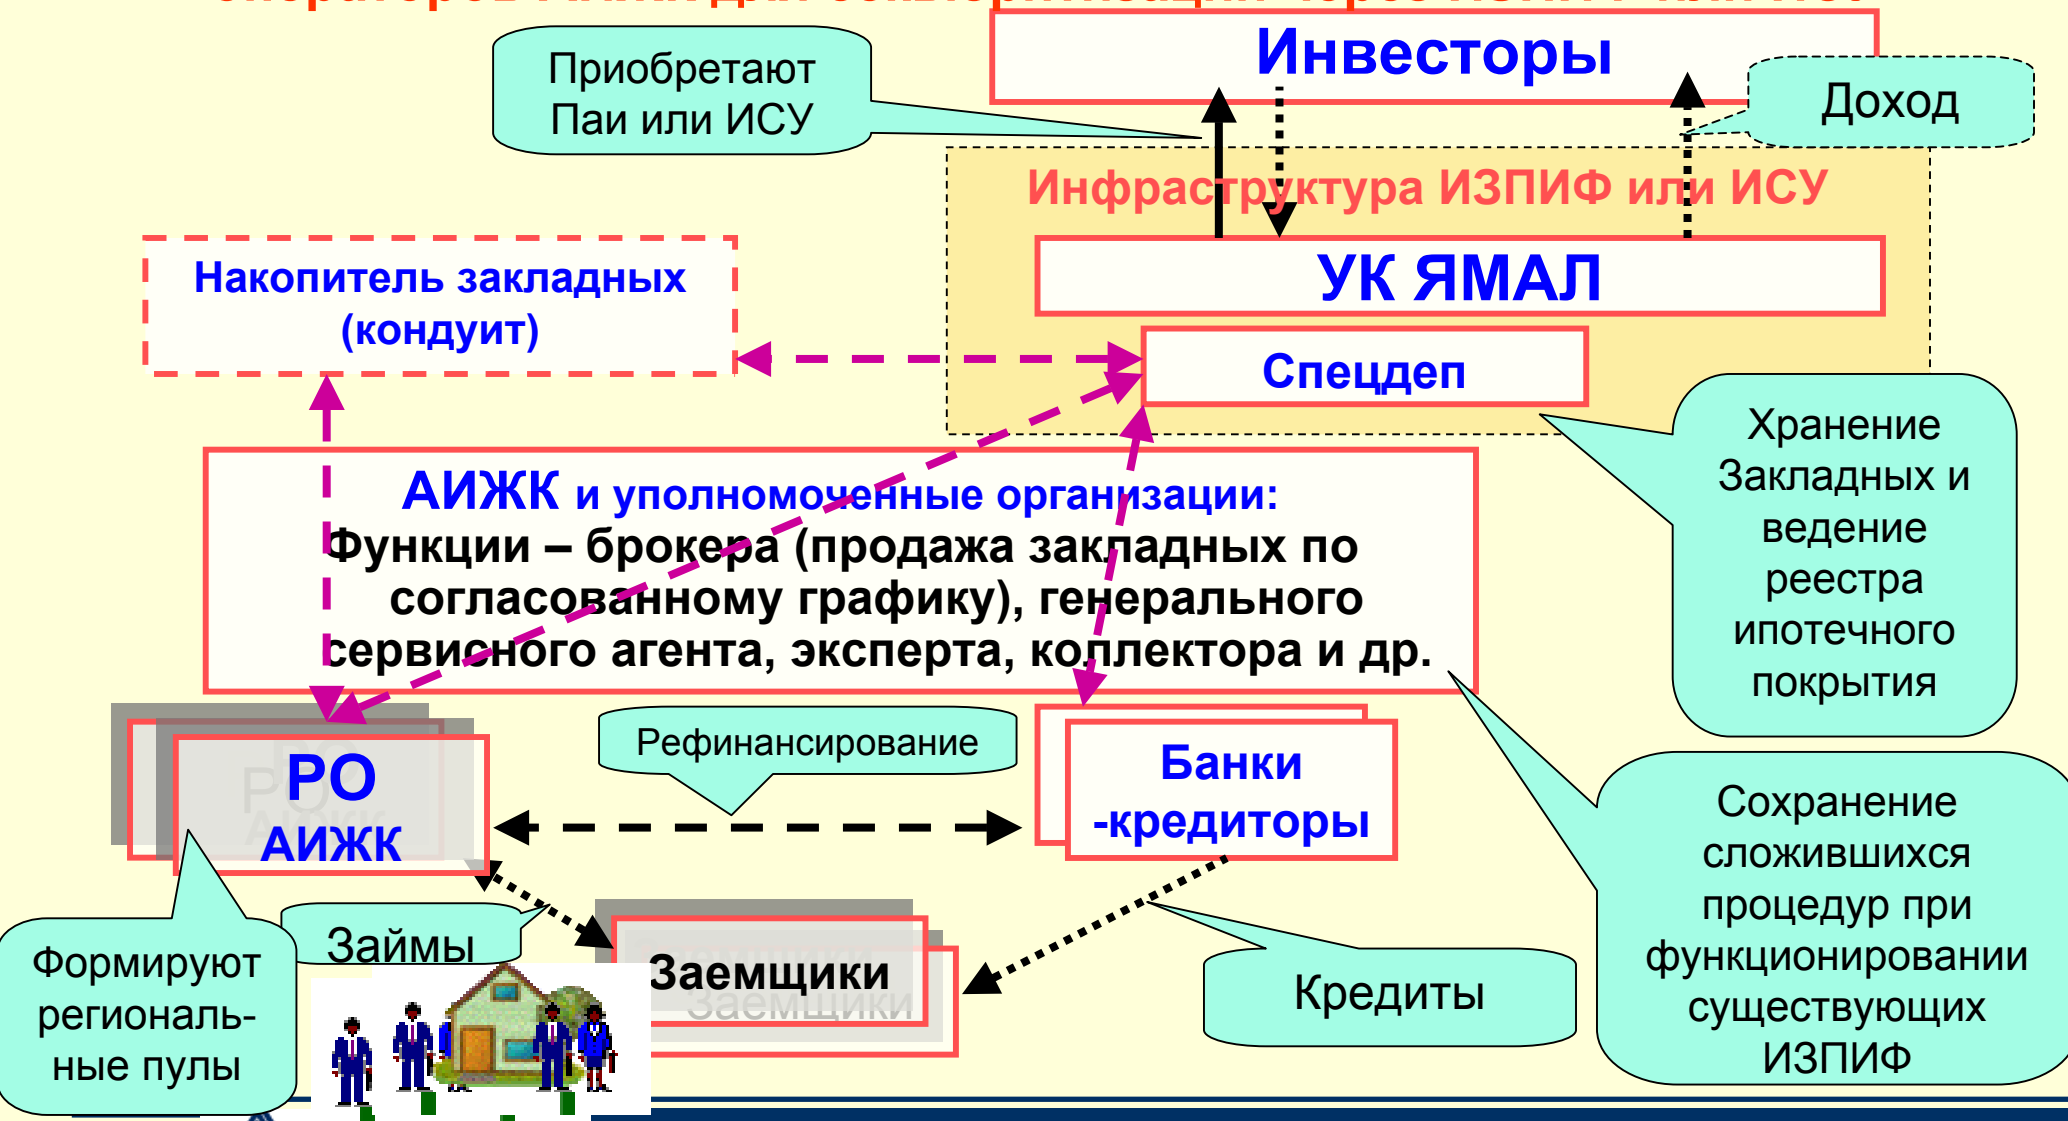 Инвесторы
Приобретают
Паи или ИСУ
Доход
Инфраструктура ИЗПИФ или ИСУ
УК ЯМАЛ
Накопитель закладных
(кондуит)
Спецдеп
Хранение
Закладных и
ведение
реестра
ипотечного
покрытия
АИЖК и уполномоченные организации:
Функции – брокера (продажа закладных по
согласованному графику), генерального
сервисного агента, эксперта, коллектора и др.
Рефинансирование
РО
АИЖК
Банки
-кредиторы
Сохранение
сложившихся
процедур при
функционировании
существующих
ИЗПИФ
Займы
Формируют
региональ-
ные пулы
Заемщики
Заемщики
Кредиты